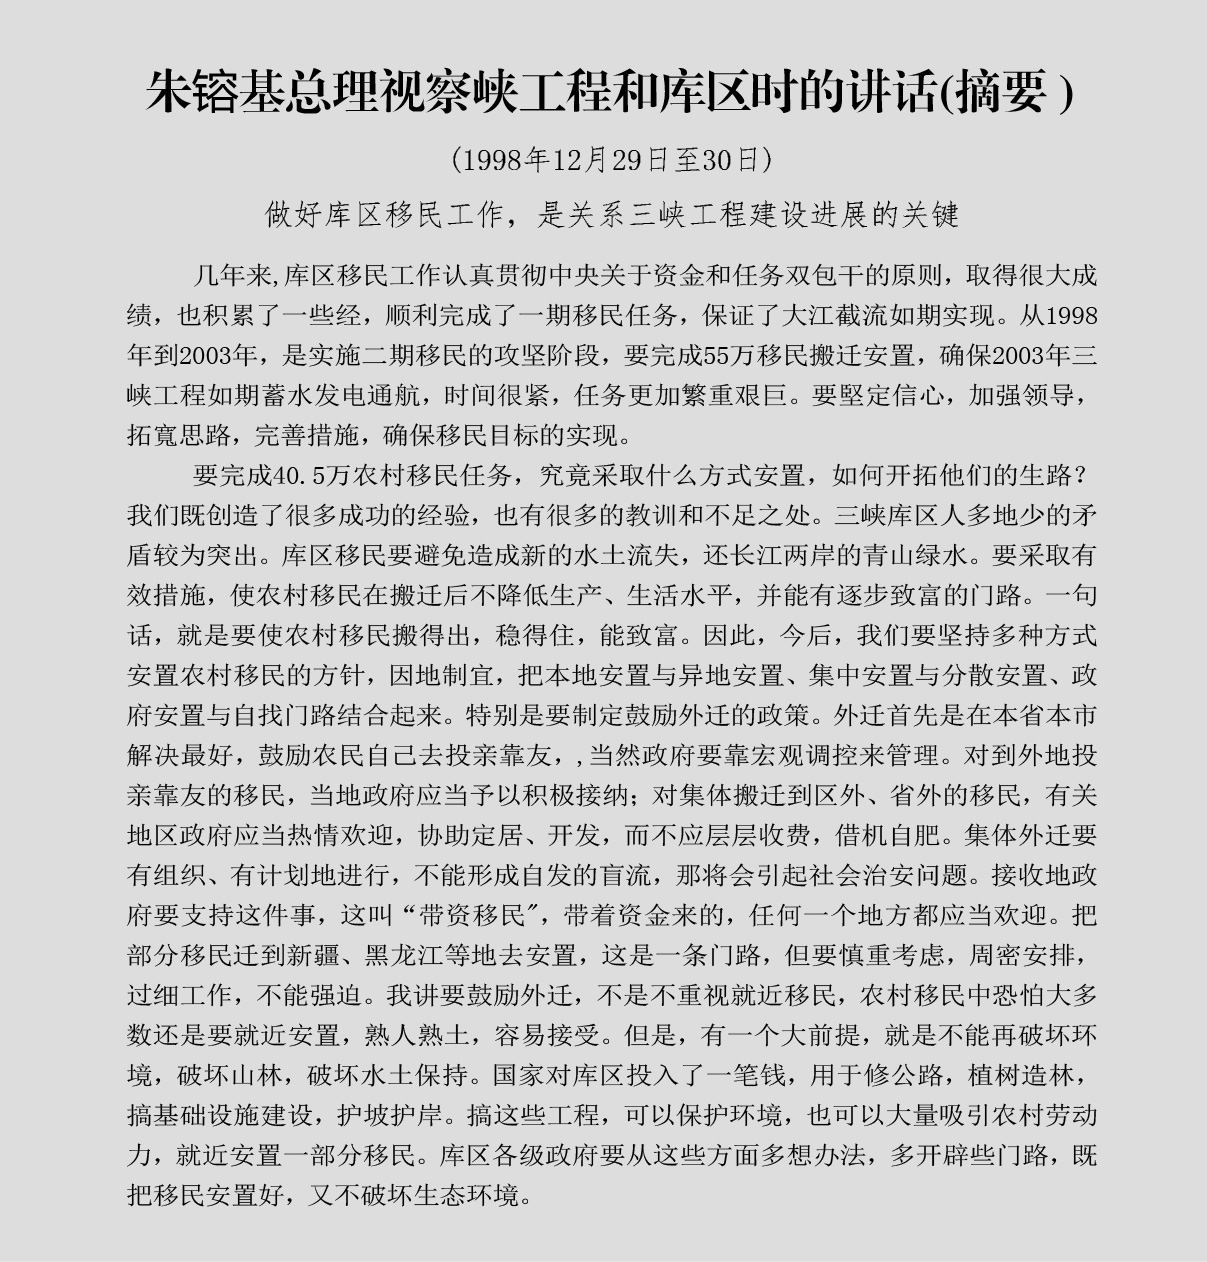 朱镕基总理视察峡工程和库区时的讲话(摘要 )
(1998年12月29日至30日)
做好库区移民工作，是关系三峡工程建设进展的关键
几年来,库区移民工作认真贯彻中央关于资金和任务双包干的原则，取得很大成
绩，也积累了一些经，顺利完成了一期移民任务，保证了大江截流如期实现。从1998
年到2003年，是实施二期移民的攻坚阶段，要完成55万移民搬迁安置，确保2003年三
峡工程如期蓄水发电通航，时间很紧，任务更加繁重艰巨。要堅定信心，加强领导，
拓寬思路，完善措施，确保移民目标的实现。
要完成40.5万农村移民任务，究竟采取什么方式安置，如何开拓他们的生路？
我们既创造了很多成功的经验，也有很多的教训和不足之处。三峡库区人多地少的矛
盾较为突出。库区移民要避免造成新的水土流失，还长江两岸的青山绿水。要采取有
效措施，使农村移民在搬迁后不降低生产、生活水平，并能有逐步致富的门路。一句
话，就是要使农村移民搬得出，稳得住，能致富。因此，今后，我们要坚持多种方式
安置农村移民的方针，因地制宜，把本地安置与异地安置、集中安置与分散安置、政
府安置与自找门路结合起来。特别是要制定鼓励外迁的政策。外迁首先是在本省本市
解决最好，鼓励农民自己去投亲靠友，,当然政府要靠宏观调控来管理。对到外地投
亲靠友的移民，当地政府应当予以积极接纳；对集体搬迁到区外、省外的移民，有关
地区政府应当热情欢迎，协助定居、开发，而不应层层收费，借机自肥。集体外迁要
有组织、有计划地进行，不能形成自发的盲流，那将会引起社会治安问题。接收地政
府要支持这件事，这叫“带资移民"，带着资金来的，任何一个地方都应当欢迎。把
部分移民迁到新疆、黑龙江等地去安置，这是一条门路，但要慎重考虑，周密安排，
过细工作，不能强迫。我讲要鼓励外迁，不是不重视就近移民，农村移民中恐怕大多
数还是要就近安置，熟人熟土，容易接受。但是，有一个大前提，就是不能再破坏环
境，破坏山林，破坏水土保持。国家对库区投入了一笔钱，用于修公路，植树造林，
搞基础设施建设，护坡护岸。搞这些工程，可以保护环境，也可以大量吸引农村劳动
力，就近安置一部分移民。库区各级政府要从这些方面多想办法，多开辟些门路，既
把移民安置好，又不破坏生态环境。